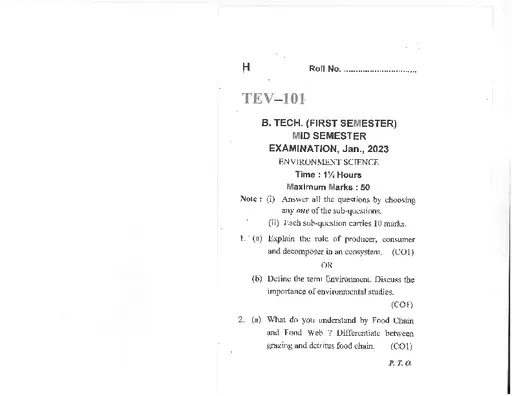 H Roll No. ..............................
TEV–101
B. TECH. (FIRST SEMESTER)
MID SEMESTER
EXAMINATION, Jan., 2023
ENVIRONMENT SCIENCE
Time : 1½ Hours
Maximum Marks : 50
Note : (i) Answer all the questions by choosing
any one of the sub-questions.
(ii) Each sub-question carries 10 marks.
1. (a) Explain the role of producer, consumer
and decomposer in an ecosystem. (CO1)
OR
(b) Define the term Environment. Discuss the
importance of environmental studies.
(CO1)
2. (a) What do you understand by Food Chain
and Food Web ? Differentiate between
grazing and detritus food chain. (CO1)
P. T. O.